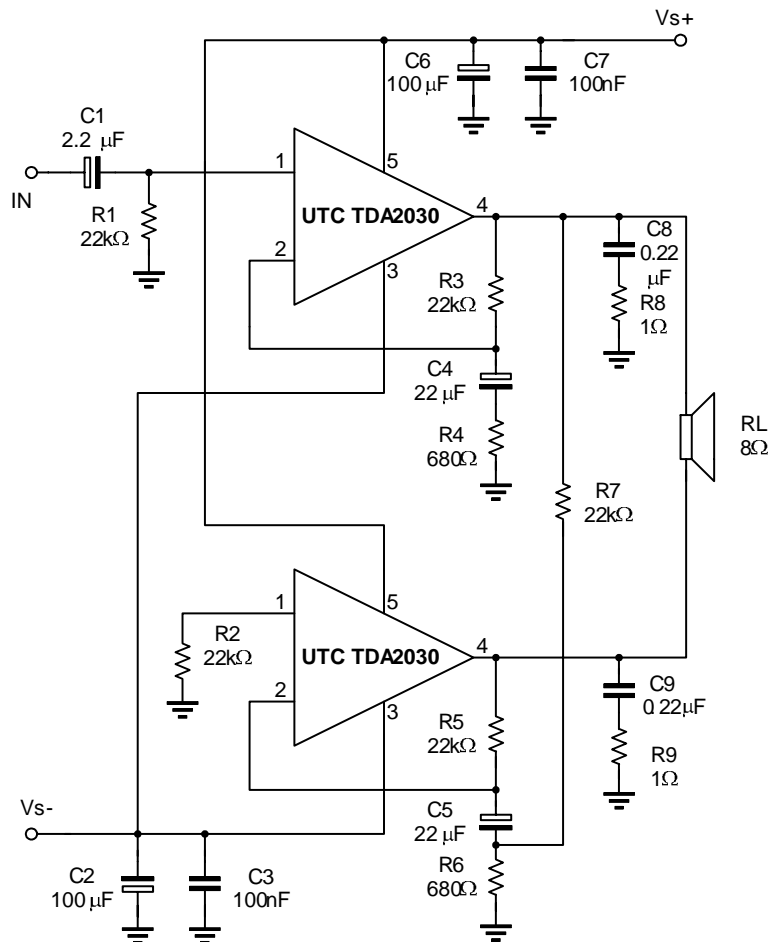 Vs+
C6
100 µF
C7
100nF
C1
2.2 µF
IN
R1
22kΩ
1
5
UTC TDA2030
4
2
3
R3
22kΩ
C8
0.22
µF
R8
1Ω
C4
22 µF
R4
680Ω
RL
8Ω
R7
22kΩ
1
5
R2
22kΩ
UTC TDA2030
4
2
3
C9
0.22µF
R5
22kΩ
R9
1Ω
Vs-
C5
22 µF
C2
100 µF
C3
100nF
R6
680Ω